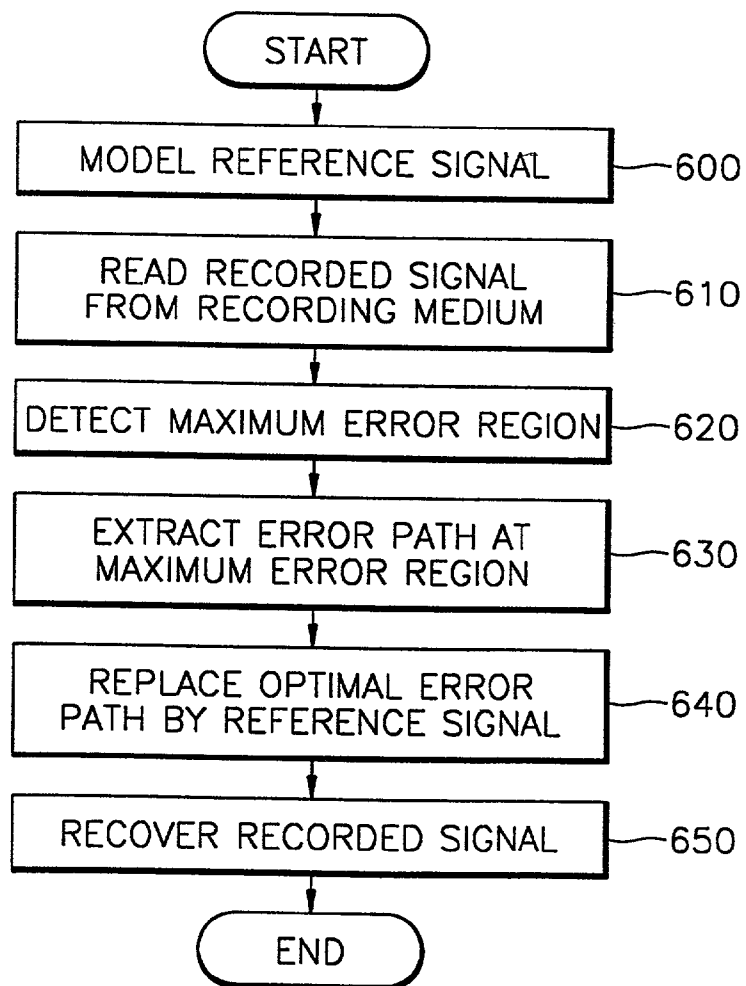 START
MODEL REFERENCE SIGNAL
600
READ RECORDED SIGNAL
FROM RECORDING MEDIUM
610
DETECT MAXIMUM ERROR REGION
620
EXTRACT ERROR PATH AT
MAXIMUM ERROR REGION
630
REPLACE OPTIMAL ERROR
PATH BY REFERENCE SIGNAL
640
RECOVER RECORDED SIGNAL
650
END